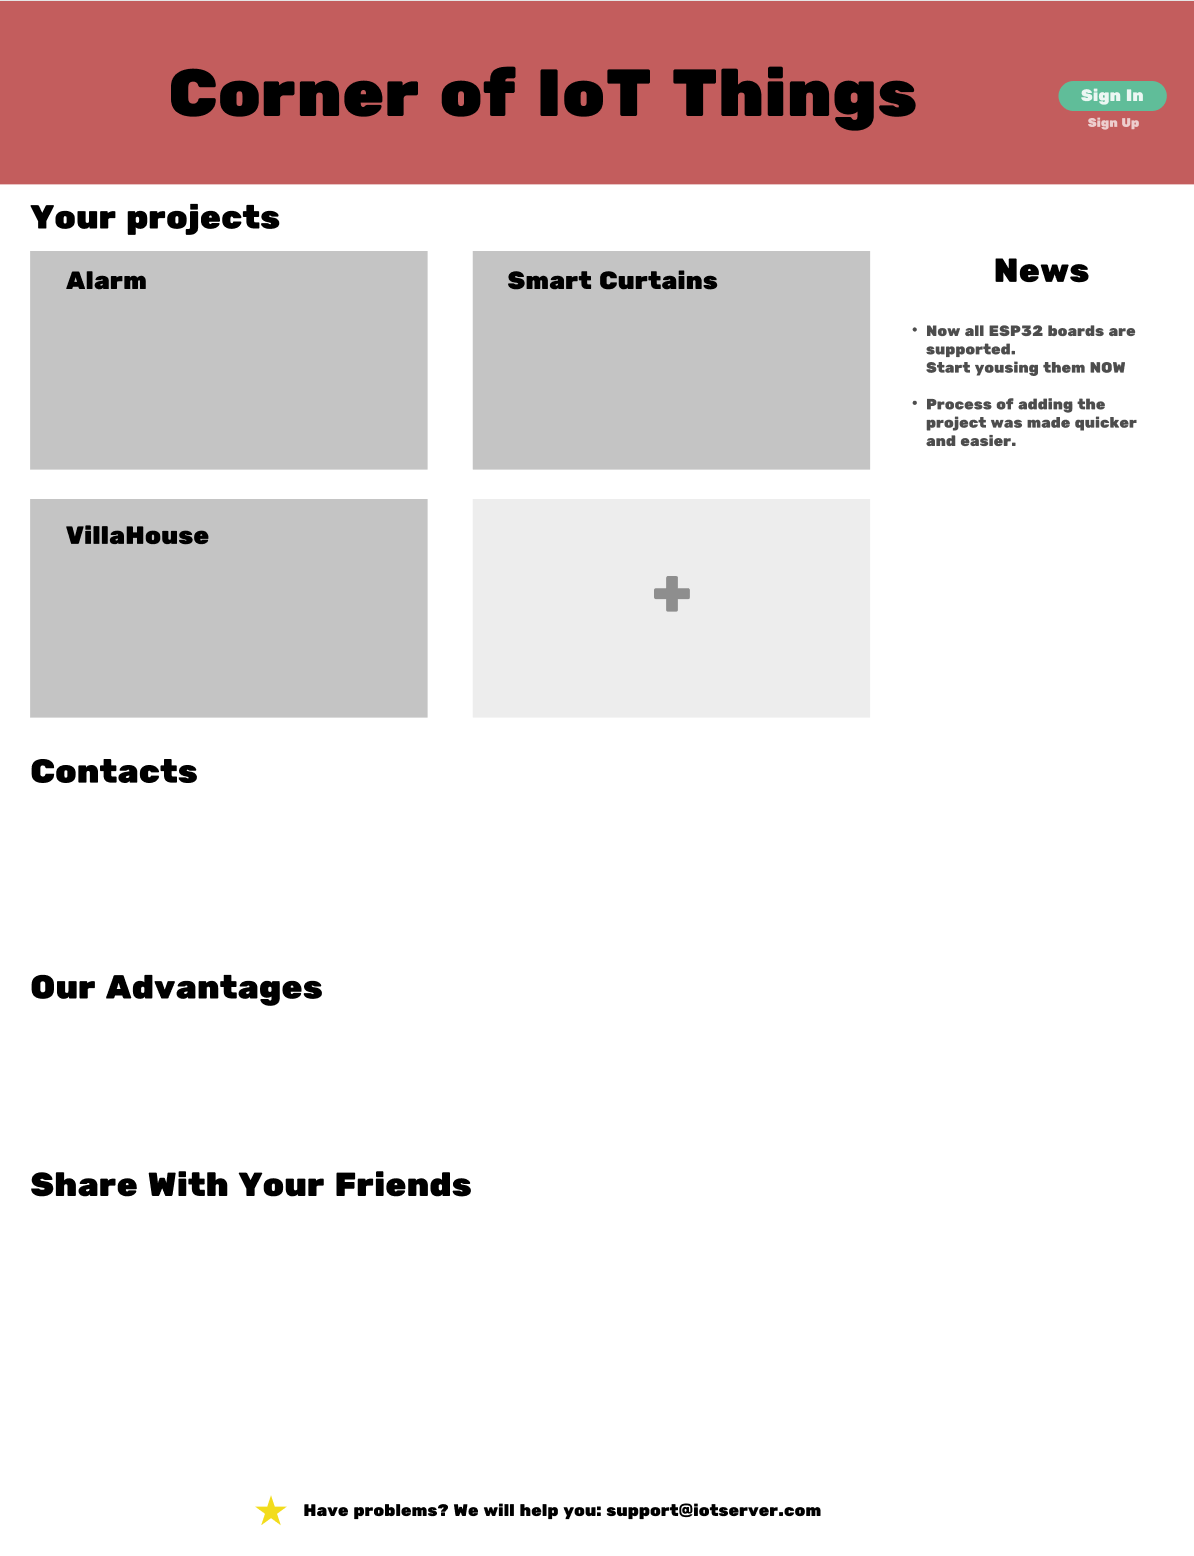 Corner of IoT Things
Sign In
Sign Up
Your projects
Alarm
Smart Curtains
VillaHouse
News
• Now all ESP32 boards are
supported.
Start yousing them NOW
• Process of adding the
project was made quicker
and easier.
Contacts
Our Advantages
Share With Your Friends
Have problems? We will help you: support@iotserver.com